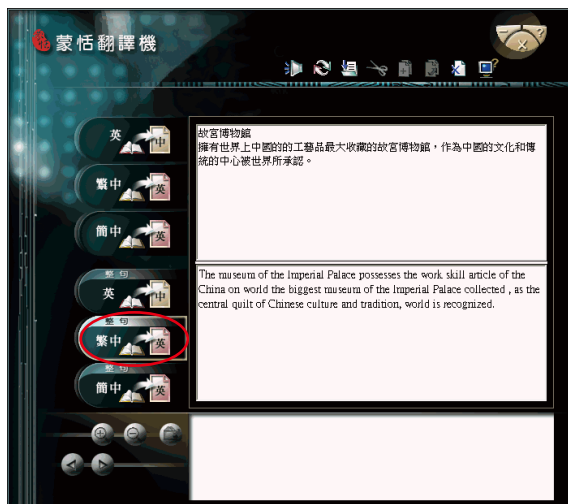 蒙恬翻譯機
英 中
繁中 英
簡中 英
整句
英 中
整句
繁中 英
整句
簡中 英
故宮博物館
擁有世界上中國的的工藝品最大收藏的故宮博物館，作為中國的文化和傳
統的中心被世界所承認。
The museum of the Imperial Palace possesses the work skill article of the
China on world the biggest museum of the Imperial Palace collected , as the
central quilt of Chinese culture and tradition, world is recognized.